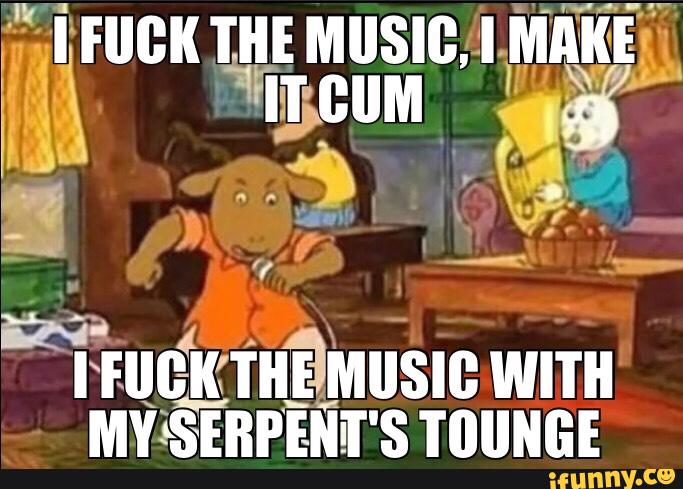 I FUCK THE MUSIC, I MAKE
IT CUM
I FUCK THE MUSIC WITH
MY SERPENT'S TOUNGE
ifunny.co